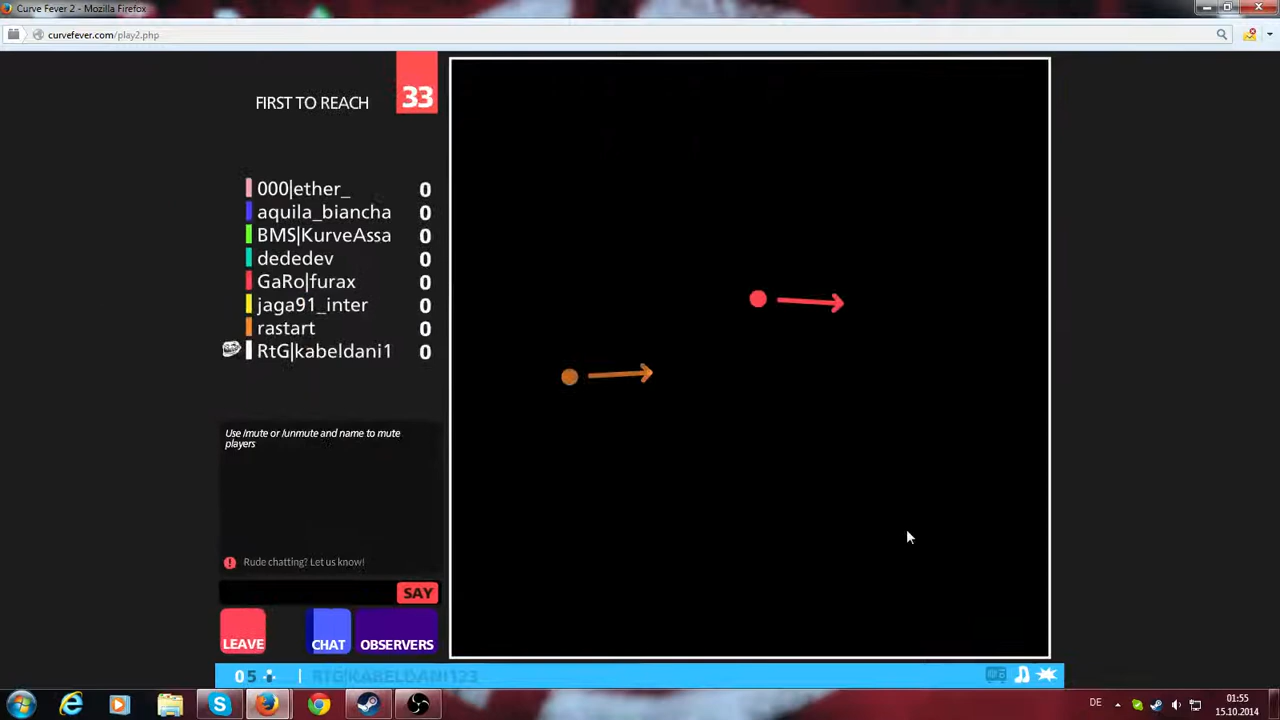 Curve Fever 2 - Mozilla Firefox
curvefever.com/play2.php
FIRST TO REACH 33
000|ether_ 0
aquila_biancha 0
BMS|KurveAssa 0
dededev 0
GaRo|furax 0
jaga91_inter 0
rastart 0
RtG|kabeldani1 0
Use /mute or /unmute and name to mute
players
Rude chatting? Let us know!
SAY
LEAVE CHAT OBSERVERS
05 RTG|KABELDANI123
DE 01:55
15.10.2014